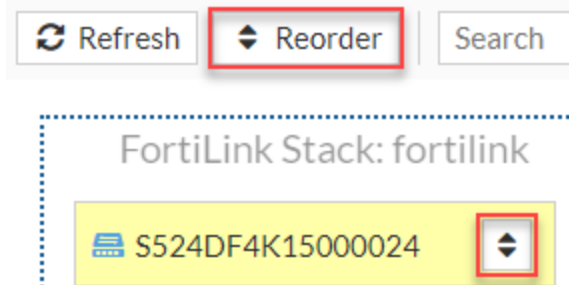 Refresh Reorder Search
FortiLink Stack: fortilink
S524DF4K15000024